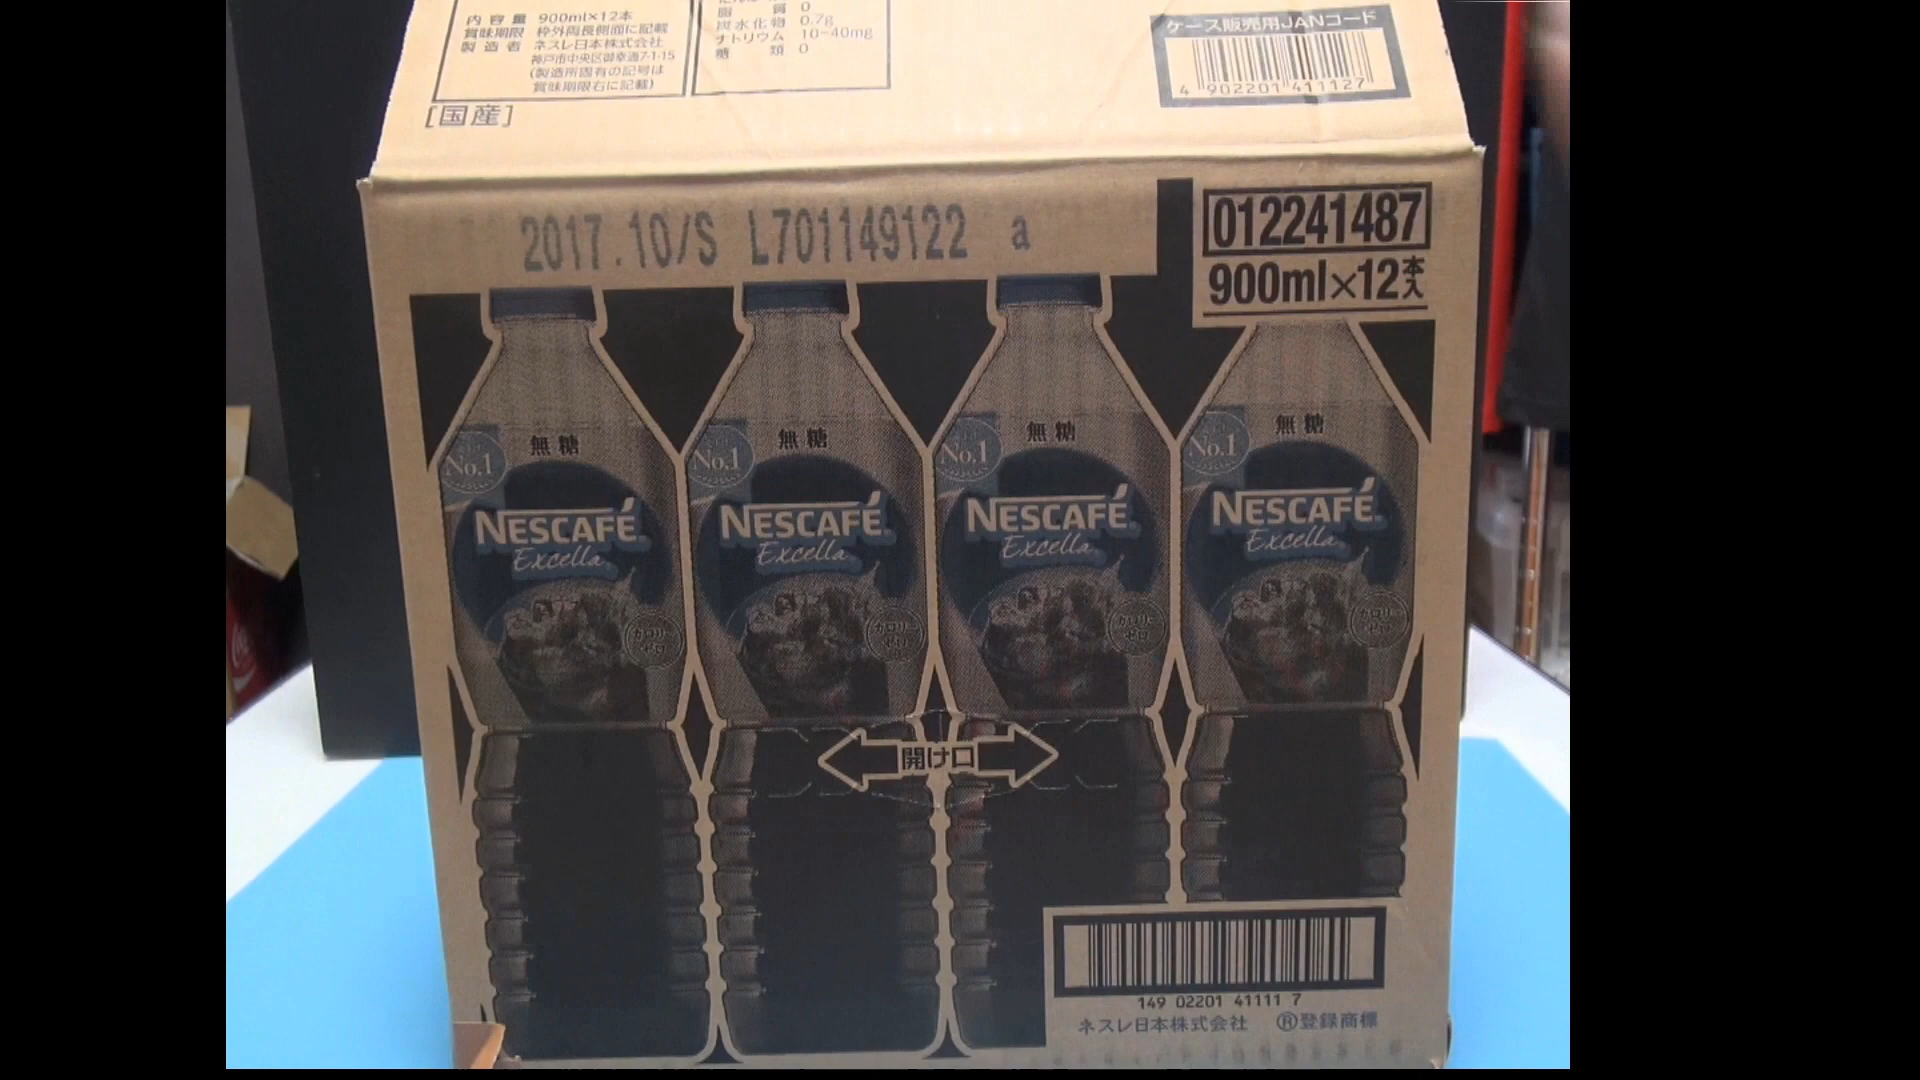 内容量 900ml×12本
賞味期限 枠外両長側面に記載
製造者 ネスレ日本株式会社
神戸市中央区御幸通7-1-15
(製造所固有の記号は
賞味期限右に記載)
[国産]
脂質 0
炭水化物 0.7g
ナトリウム 10~40mg
糖類 0
ケース販売用JANコード
4 902201 411127
2017.10/S L701149122 a
012241487
900ml×12本入
無糖 無糖 無糖 無糖
No.1 No.1 No.1 No.1
NESCAFÉ. NESCAFÉ. NESCAFÉ. NESCAFÉ.
Excella Excella Excella Excella
カロリーゼロ カロリーゼロ カロリーゼロ カロリーゼロ
開け口
149 02201 41111 7
ネスレ日本株式会社 ®登録商標